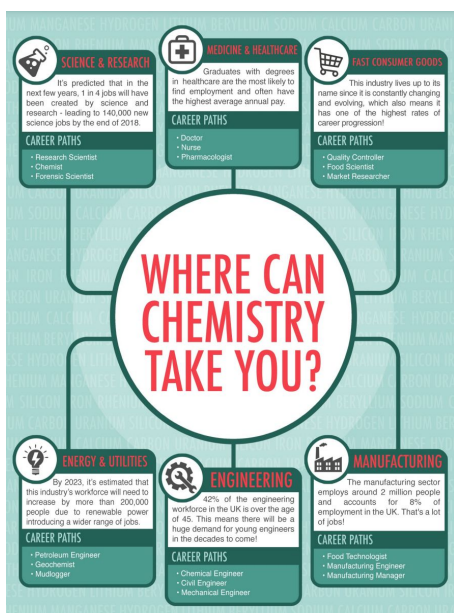 SCIENCE & RESEARCH
It's predicted that in the
next few years, 1 in 4 jobs will have
been created by science and
research - leading to 140,000 new
science jobs by the end of 2018.
CAREER PATHS
• Research Scientist
• Chemist
• Forensic Scientist
MEDICINE & HEALTHCARE
Graduates with degrees
in healthcare are the most likely to
find employment and often have
the highest average annual pay.
CAREER PATHS
• Doctor
• Nurse
• Pharmacologist
FAST CONSUMER GOODS
This industry lives up to its
name since it is constantly changing
and evolving, which also means it
has one of the highest rates of
career progression!
CAREER PATHS
• Quality Controller
• Food Scientist
• Market Researcher
WHERE CAN
CHEMISTRY
TAKE YOU?
ENERGY & UTILITIES
By 2023, it's estimated that
this industry's workforce will need to
increase by more than 200,000
people due to renewable power
introducing a wider range of jobs.
CAREER PATHS
• Petroleum Engineer
• Geochemist
• Mudlogger
ENGINEERING
42% of the engineering
workforce in the UK is over the age
of 45. This means there will be a
huge demand for young engineers
in the decades to come!
CAREER PATHS
• Chemical Engineer
• Civil Engineer
• Mechanical Engineer
MANUFACTURING
The manufacturing sector
employs around 2 million people
and accounts for 8% of
employment in the UK. That's a lot
of jobs!
CAREER PATHS
• Food Technologist
• Manufacturing Engineer
• Manufacturing Manager